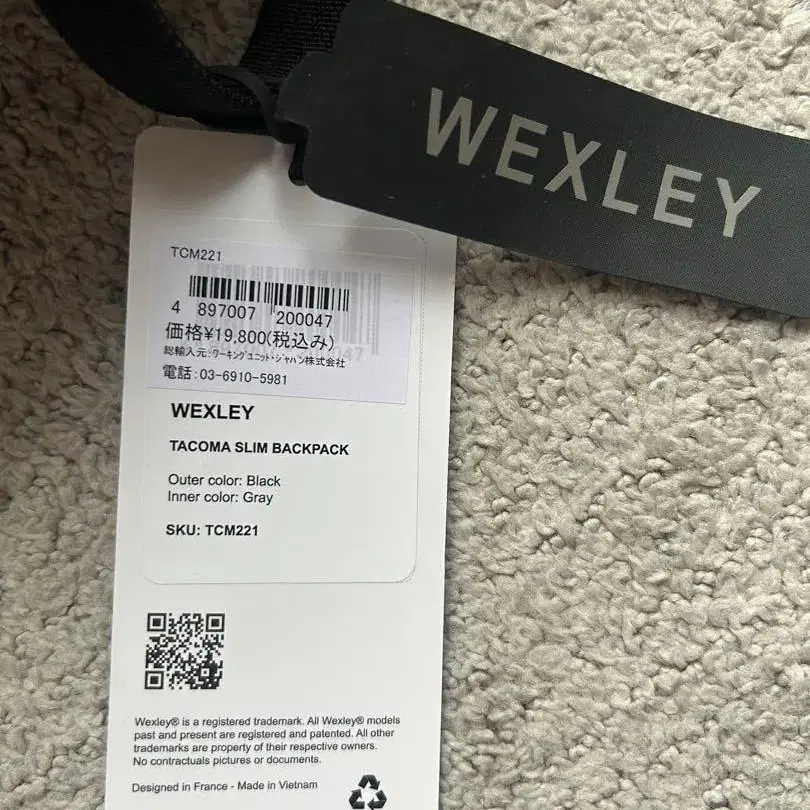 WEXLEY
TCM221
4 897007 200047
価格¥19,800(税込み)
総輸入元:ワーキングユニット・ジャパン株式会社
電話:03-6910-5981
WEXLEY
TACOMA SLIM BACKPACK
Outer color: Black
Inner color: Gray
SKU: TCM221
Wexley® is a registered trademark. All Wexley® models
past and present are registered and patented. All other
trademarks are property of their respective owners.
No contractuals pictures or documents.
Designed in France - Made in Vietnam